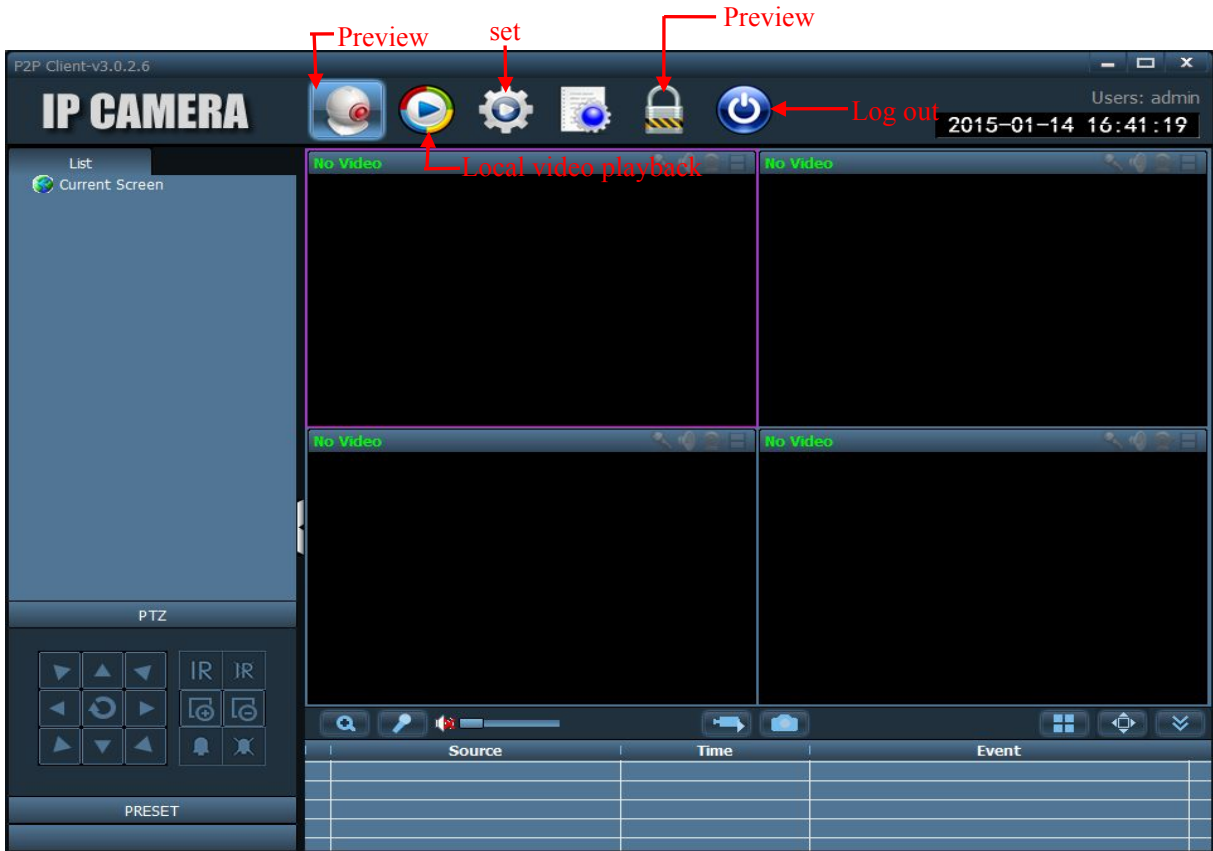 Preview
Preview set
P2P Client-v3.0.2.6
IP CAMERA
Log out
Users: admin
2015-01-14 16:41:19
List
Current Screen
No Video
Local video playback
No Video
No Video
No Video
PTZ
IR IR
PRESET
Source Time Event